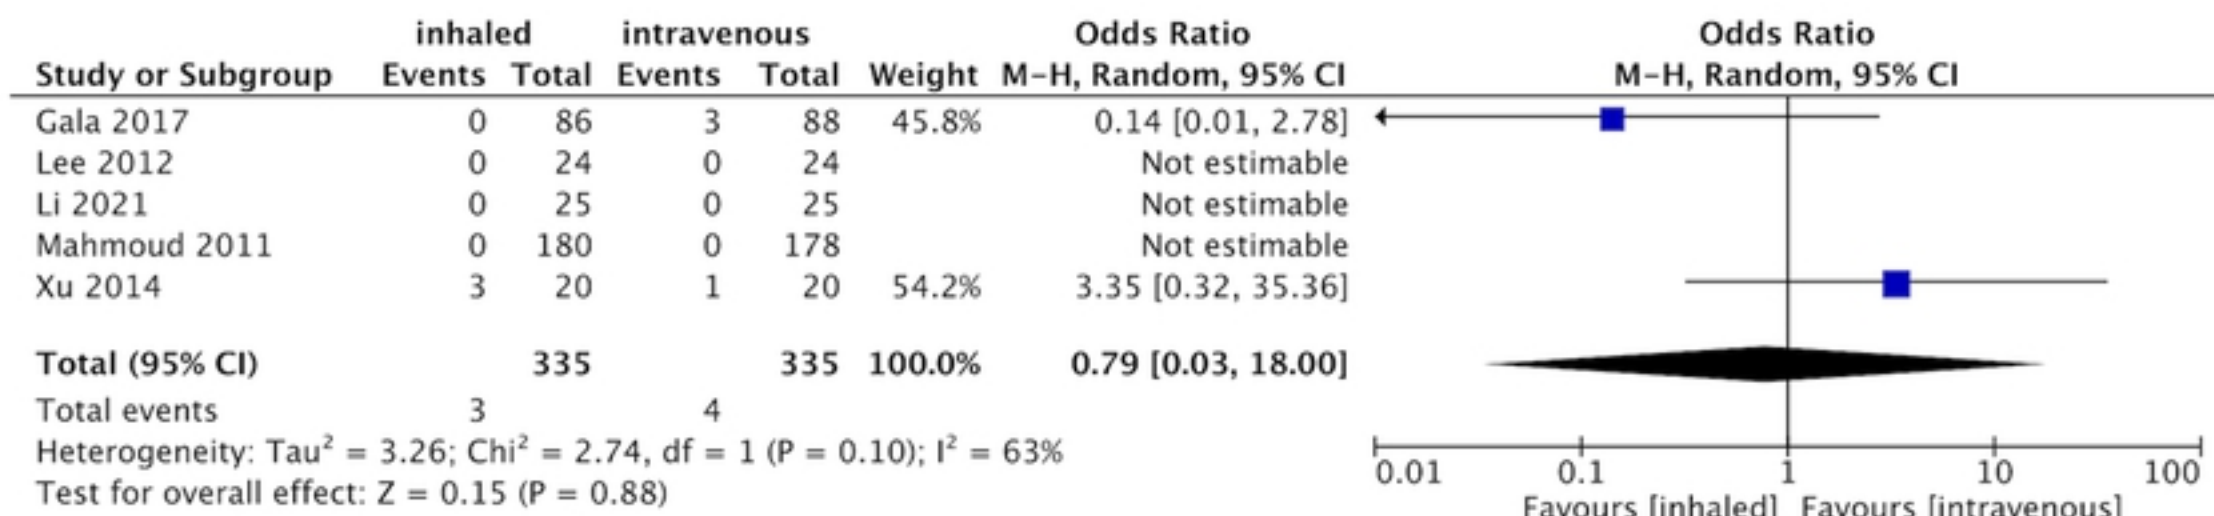 inhaled intravenous Odds Ratio Odds Ratio
Study or Subgroup Events Total Events Total Weight M-H, Random, 95% CI M-H, Random, 95% CI
Gala 2017 0 86 3 88 45.8% 0.14 [0.01, 2.78]
Lee 2012 0 24 0 24 Not estimable
Li 2021 0 25 0 25 Not estimable
Mahmoud 2011 0 180 0 178 Not estimable
Xu 2014 3 20 1 20 54.2% 3.35 [0.32, 35.36]
Total (95% CI) 335 335 100.0% 0.79 [0.03, 18.00]
Total events 3 4
Heterogeneity: Tau² = 3.26; Chi² = 2.74, df = 1 (P = 0.10); I² = 63%
Test for overall effect: Z = 0.15 (P = 0.88)
0.01 0.1 1 10 100
Favours [inhaled] Favours [intravenous]